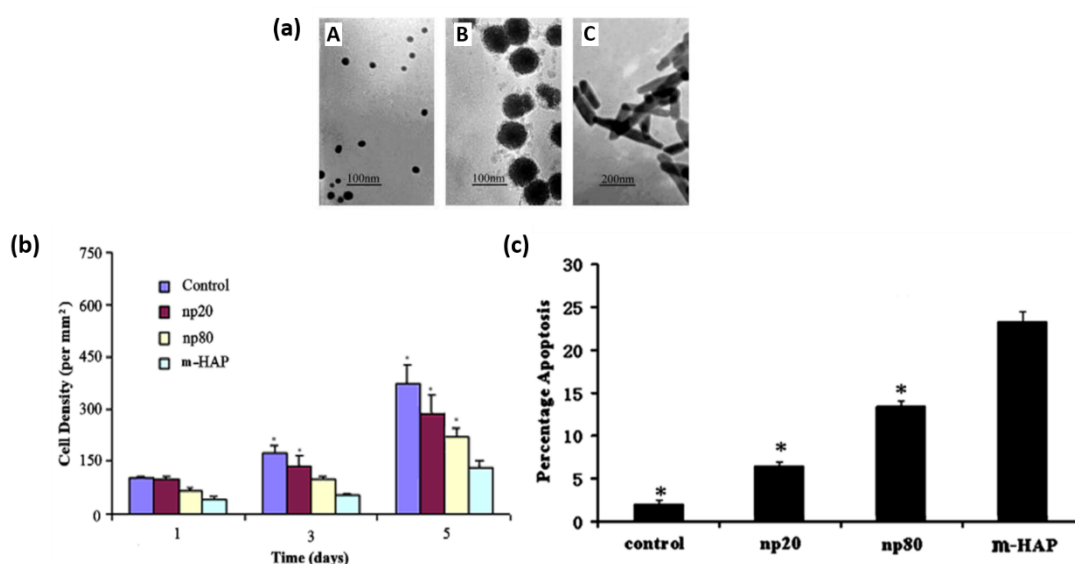 (a)
A
B
C
100nm
100nm
200nm
(b)
750
600
450
300
150
0
Cell Density (per mm²)
Control
np20
np80
m-HAP
*
*
*
*
*
1
3
5
Time (days)
(c)
30
25
20
15
10
5
0
Percentage Apoptosis
*
*
*
control
np20
np80
m-HAP